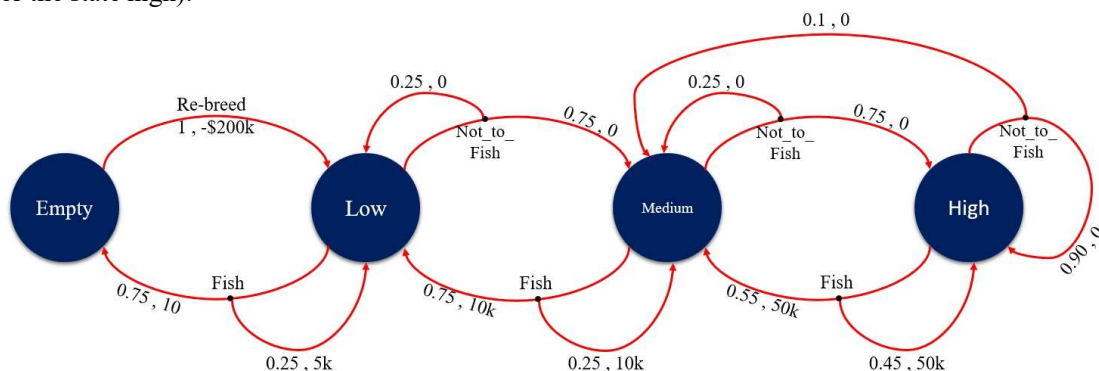 er the state high).
0.1 , 0
0.25 , 0
0.25 , 0
Re-breed
1 , -$200k
0.75 , 0
0.75 , 0
Not_to_
Fish
Not_to_
Fish
Not_to_
Fish
Empty
Low
Medium
High
0.90 , 0
Fish
Fish
Fish
0.75 , 10
0.75 , 10k
0.55 , 50k
0.25 , 5k
0.25 , 10k
0.45 , 50k